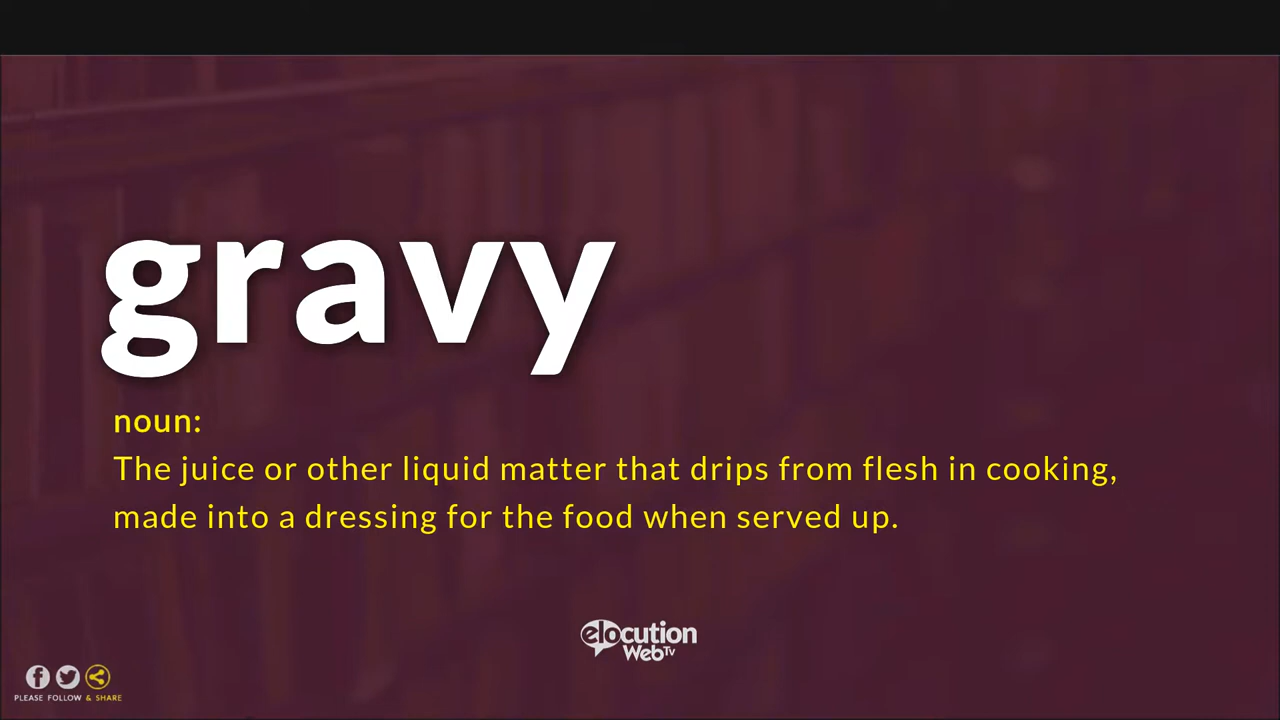 gravy
noun:
The juice or other liquid matter that drips from flesh in cooking,
made into a dressing for the food when served up.
elocution
WebTv
PLEASE FOLLOW & SHARE